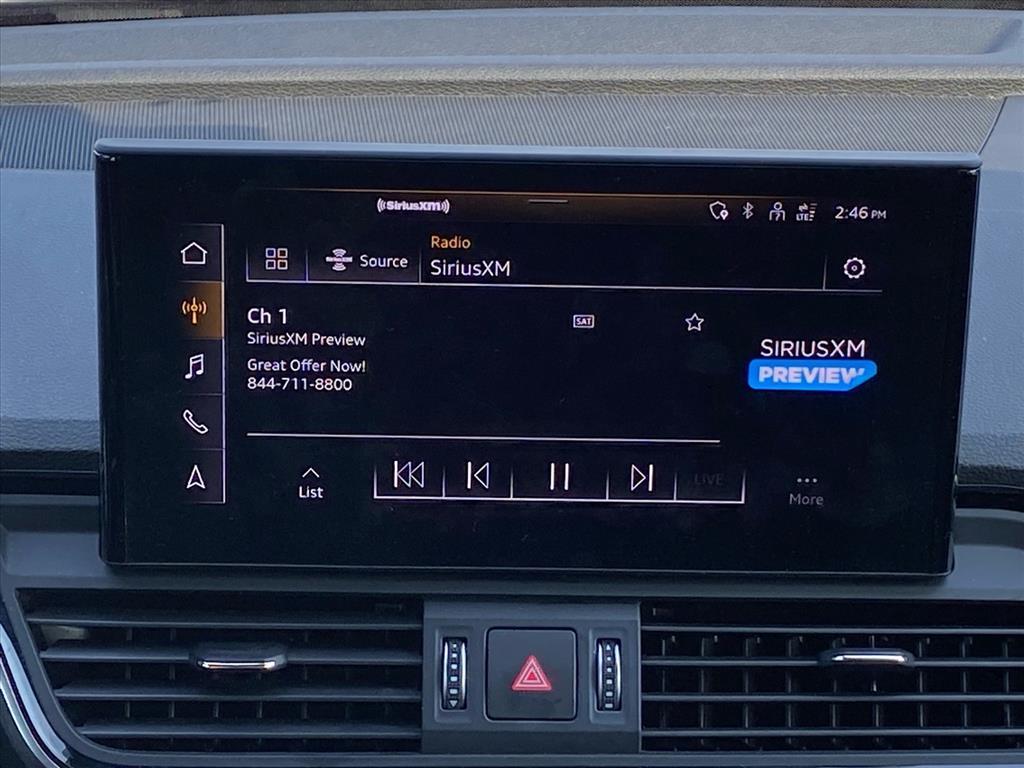 SiriusXM
LTE
2:46 PM
Radio
Source
SiriusXM
Ch 1
SAT
SiriusXM Preview
Great Offer Now!
844-711-8800
SIRIUSXM
PREVIEW
List
LIVE
More